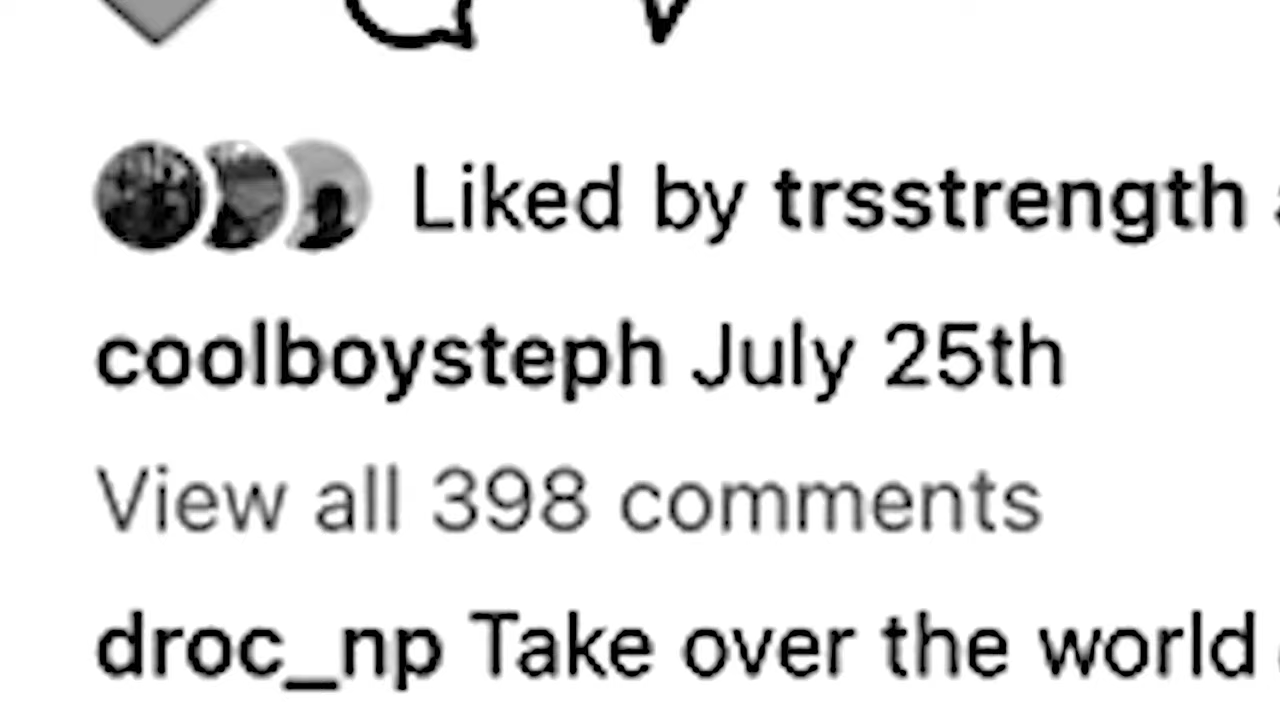 Liked by trsstrength
coolboysteph July 25th
View all 398 comments
droc_np Take over the world